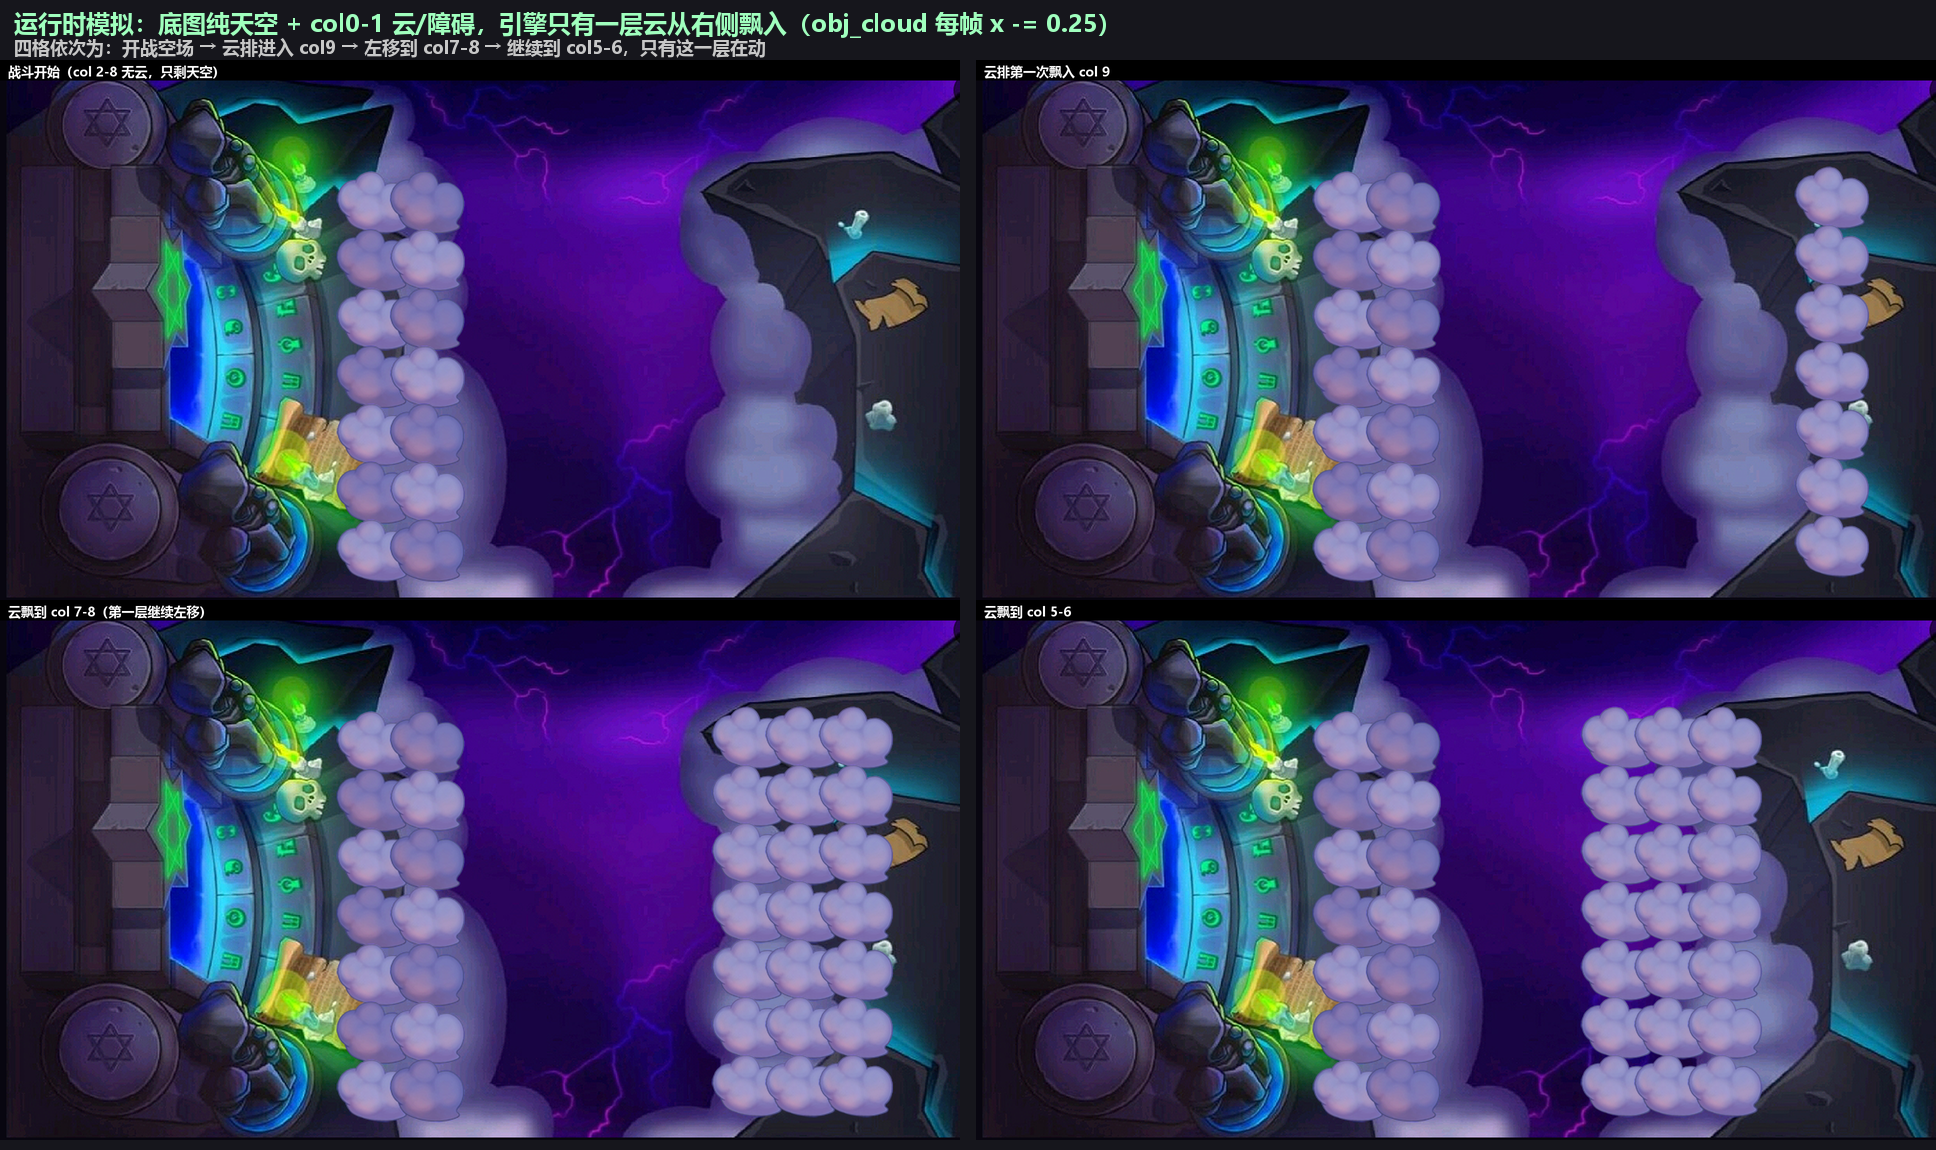 运行时模拟：底图纯天空 + col0-1 云/障碍，引擎只有一层云从右侧飘入（obj_cloud 每帧 x -= 0.25）
四格依次为：开战空场 → 云排进入 col9 → 左移到 col7-8 → 继续到 col5-6，只有这一层在动
战斗开始（col 2-8 无云，只剩天空）
云排第一次飘入 col 9
云飘到 col 7-8（第一层继续左移）
云飘到 col 5-6